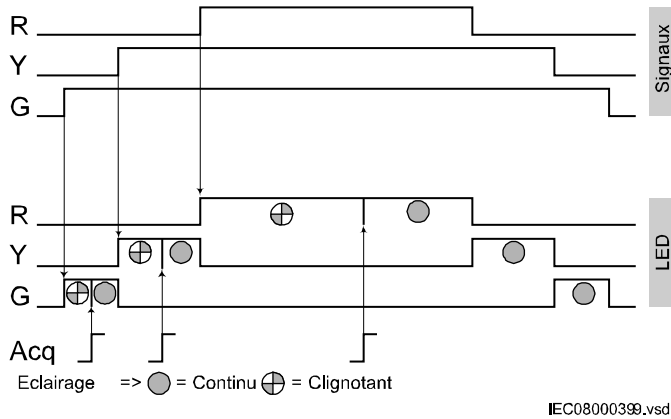 R
Y
G
Signaux
R
Y
G
LED
Acq
Eclairage => = Continu = Clignotant
IEC08000399.vsd